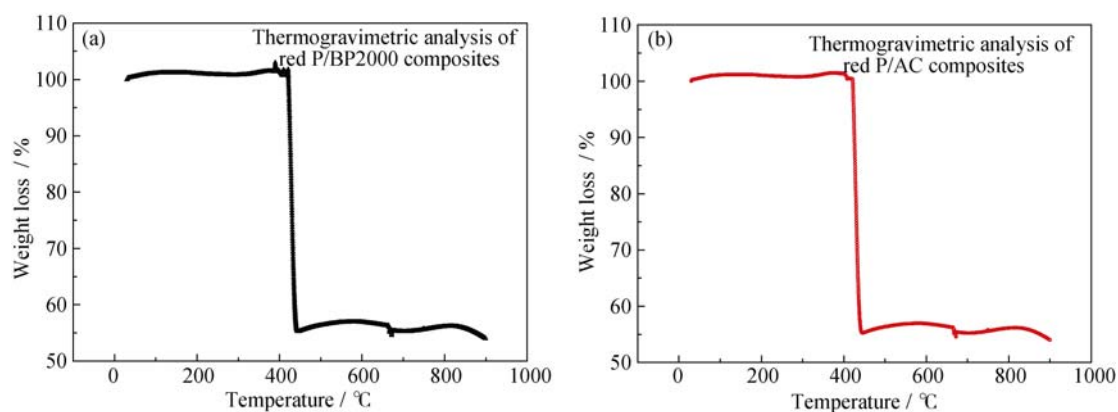 (a)
Thermogravimetric analysis of
red P/BP2000 composites
110
100
90
80
70
60
50
Weight loss / %
0
200
400
600
800
1000
Temperature / ℃
(b)
Thermogravimetric analysis of
red P/AC composites
110
100
90
80
70
60
50
Weight loss / %
0
200
400
600
800
1000
Temperature / ℃